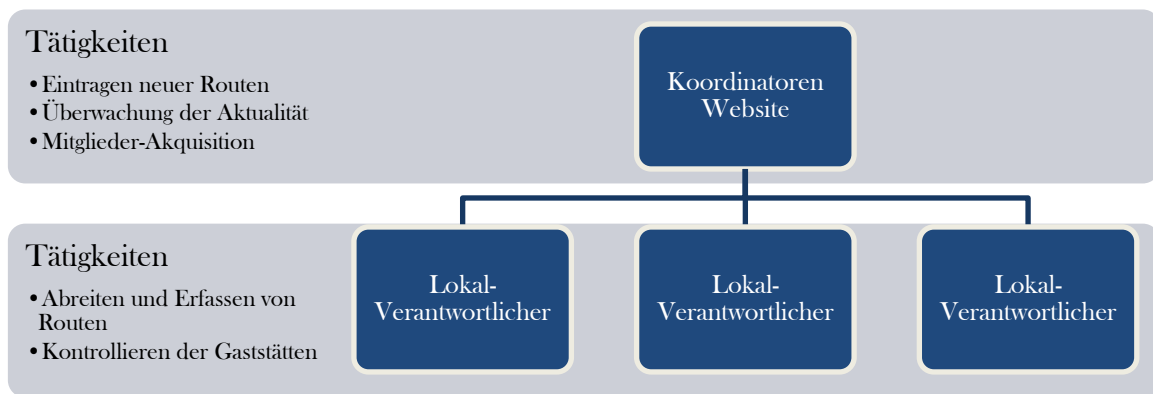 Tätigkeiten
• Eintragen neuer Routen
• Überwachung der Aktualität
• Mitglieder-Akquisition
Koordinatoren
Website
Tätigkeiten
• Abreiten und Erfassen von
Routen
• Kontrollieren der Gaststätten
Lokal-
Verantwortlicher
Lokal-
Verantwortlicher
Lokal-
Verantwortlicher